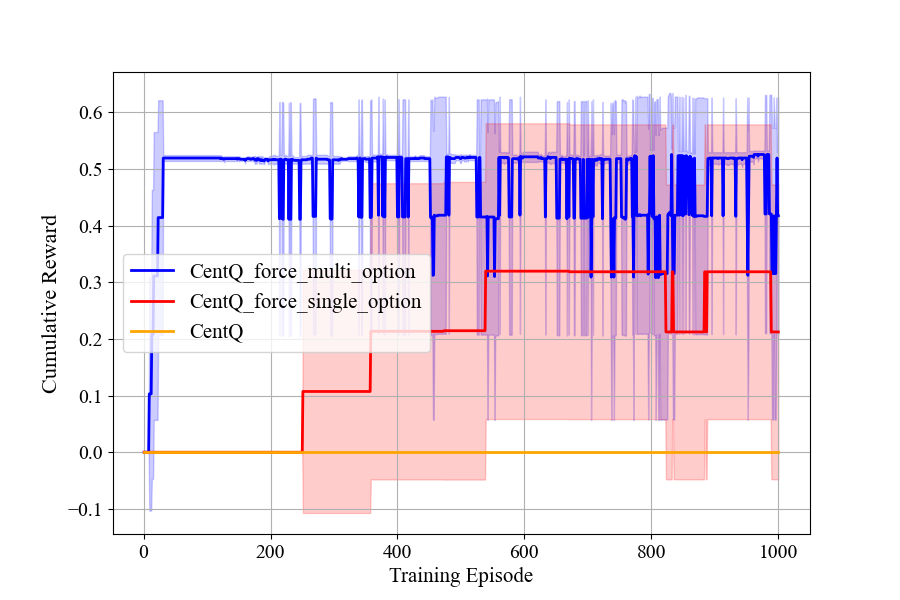 0.6
0.5
0.4
0.3
0.2
0.1
0.0
−0.1
Cumulative Reward
CentQ_force_multi_option
CentQ_force_single_option
CentQ
0 200 400 600 800 1000
Training Episode